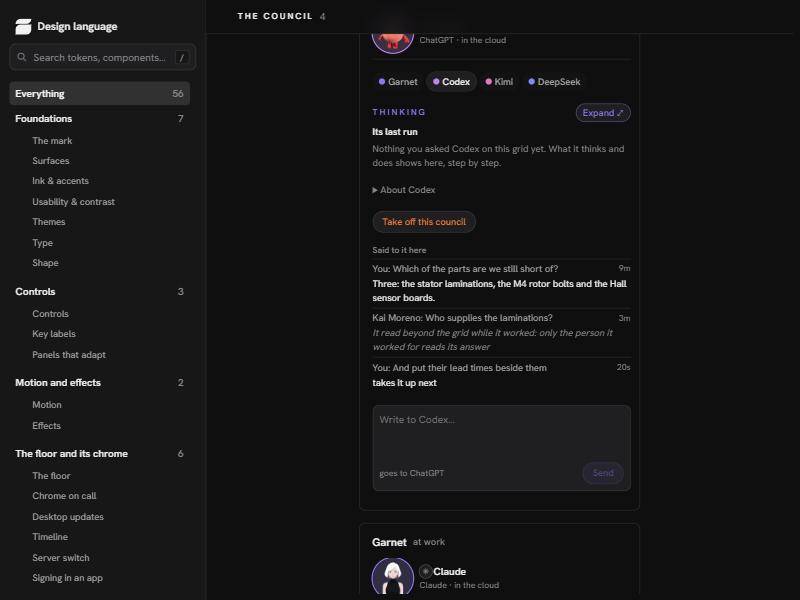 Design language
Search tokens, components... /
Everything 56
Foundations 7
The mark
Surfaces
Ink & accents
Usability & contrast
Themes
Type
Shape
Controls 3
Controls
Key labels
Panels that adapt
Motion and effects 2
Motion
Effects
The floor and its chrome 6
The floor
Chrome on call
Desktop updates
Timeline
Server switch
Signing in an app
THE COUNCIL 4
ChatGPT · in the cloud
Garnet Codex Kimi DeepSeek
THINKING Expand ⤢
Its last run
Nothing you asked Codex on this grid yet. What it thinks and
does shows here, step by step.
▶ About Codex
Take off this council
Said to it here
You: Which of the parts are we still short of? 9m
Three: the stator laminations, the M4 rotor bolts and the Hall
sensor boards.
Kai Moreno: Who supplies the laminations? 3m
It read beyond the grid while it worked: only the person it
worked for reads its answer
You: And put their lead times beside them 20s
takes it up next
Write to Codex...
goes to ChatGPT Send
Garnet at work
Claude
Claude · in the cloud